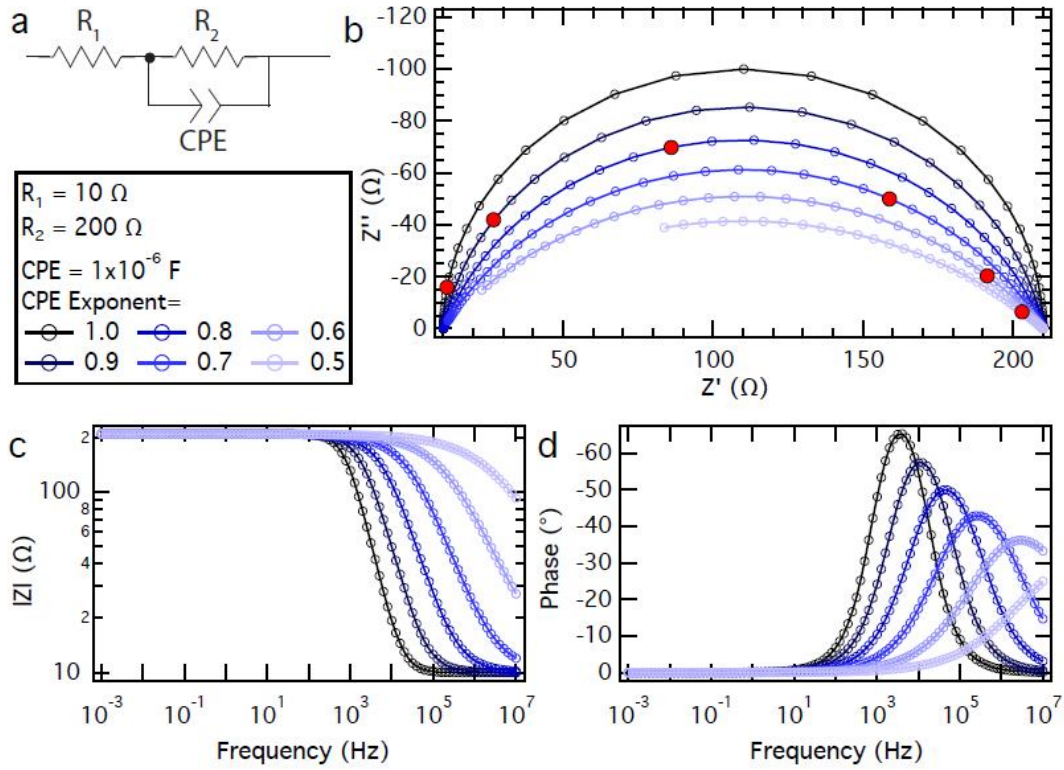 a
R1
R2
CPE
R1 = 10 Ω
R2 = 200 Ω
CPE = 1x10-6 F
CPE Exponent=
1.0 0.8 0.6
0.9 0.7 0.5
b
-120
-100
-80
-60
-40
-20
0
Z'' (Ω)
50 100 150 200
Z' (Ω)
c
2
100
8
6
4
2
10
|Z| (Ω)
10-3 10-1 101 103 105 107
Frequency (Hz)
d
-60
-50
-40
-30
-20
-10
0
Phase (°)
10-3 10-1 101 103 105 107
Frequency (Hz)